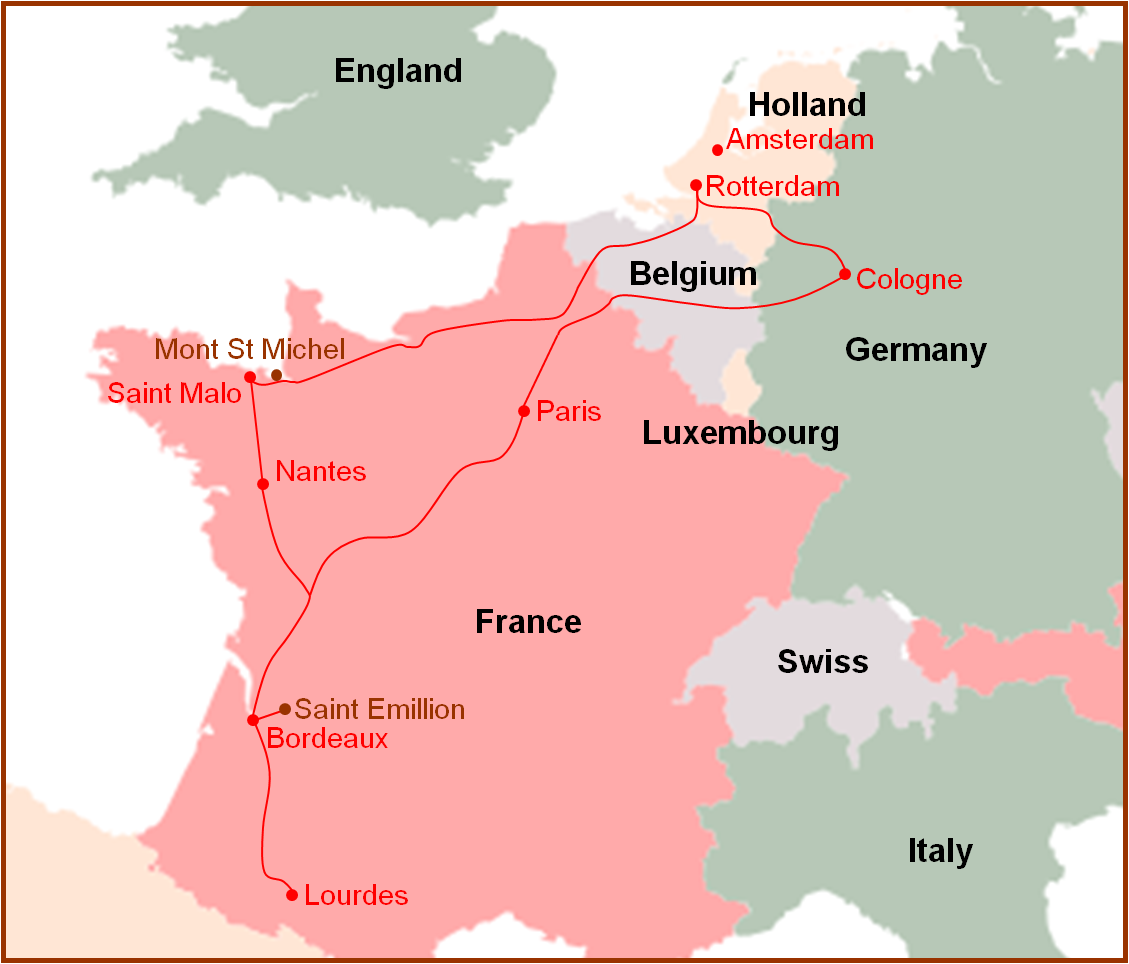 England
Holland
Amsterdam
Rotterdam
Belgium
Cologne
Mont St Michel
Germany
Saint Malo
Paris
Luxembourg
Nantes
France
Swiss
Saint Emillion
Bordeaux
Italy
Lourdes